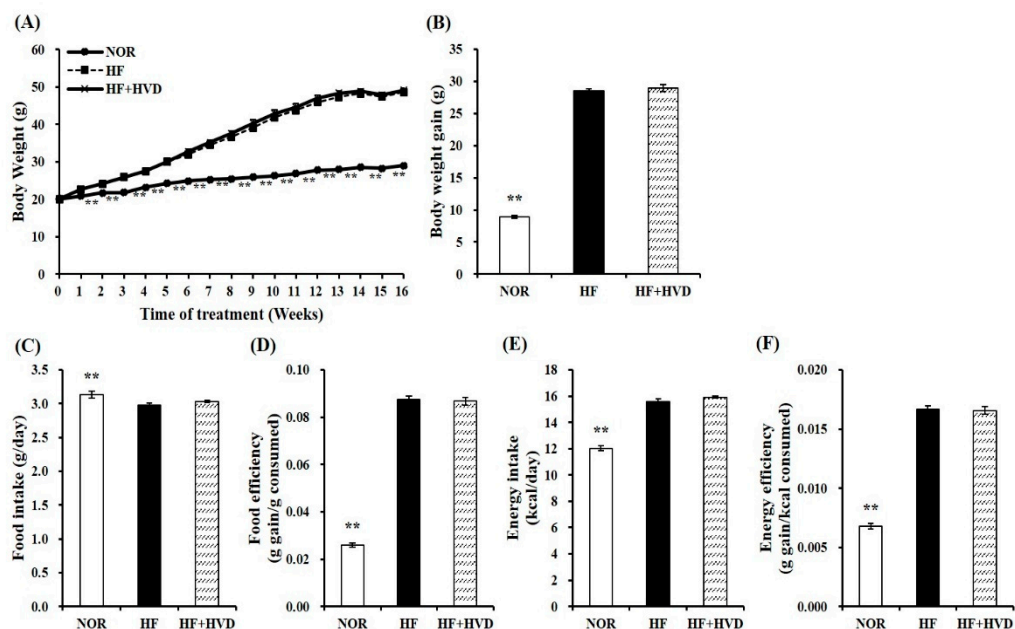 (A)
NOR
HF
HF+HVD
60
50
40
30
20
10
0
Body Weight (g)
** ** ** ** ** ** ** ** ** ** ** ** ** ** **
0 1 2 3 4 5 6 7 8 9 10 11 12 13 14 15 16
Time of treatment (Weeks)
(B)
35
30
25
20
15
10
5
0
Body weight gain (g)
**
NOR HF HF+HVD
(C)
3.5
3.0
2.5
2.0
1.5
1.0
0.5
0.0
Food Intake (g/day)
**
NOR HF HF+HVD
(D)
0.10
0.08
0.06
0.04
0.02
0.00
Food efficiency
(g gain/g consumed)
**
NOR HF HF+HVD
(E)
18
16
14
12
10
8
6
4
2
0
Energy intake
(kcal/day)
**
NOR HF HF+HVD
(F)
0.020
0.015
0.010
0.005
0.000
Energy efficiency
(g gain/kcal consumed)
**
NOR HF HF+HVD